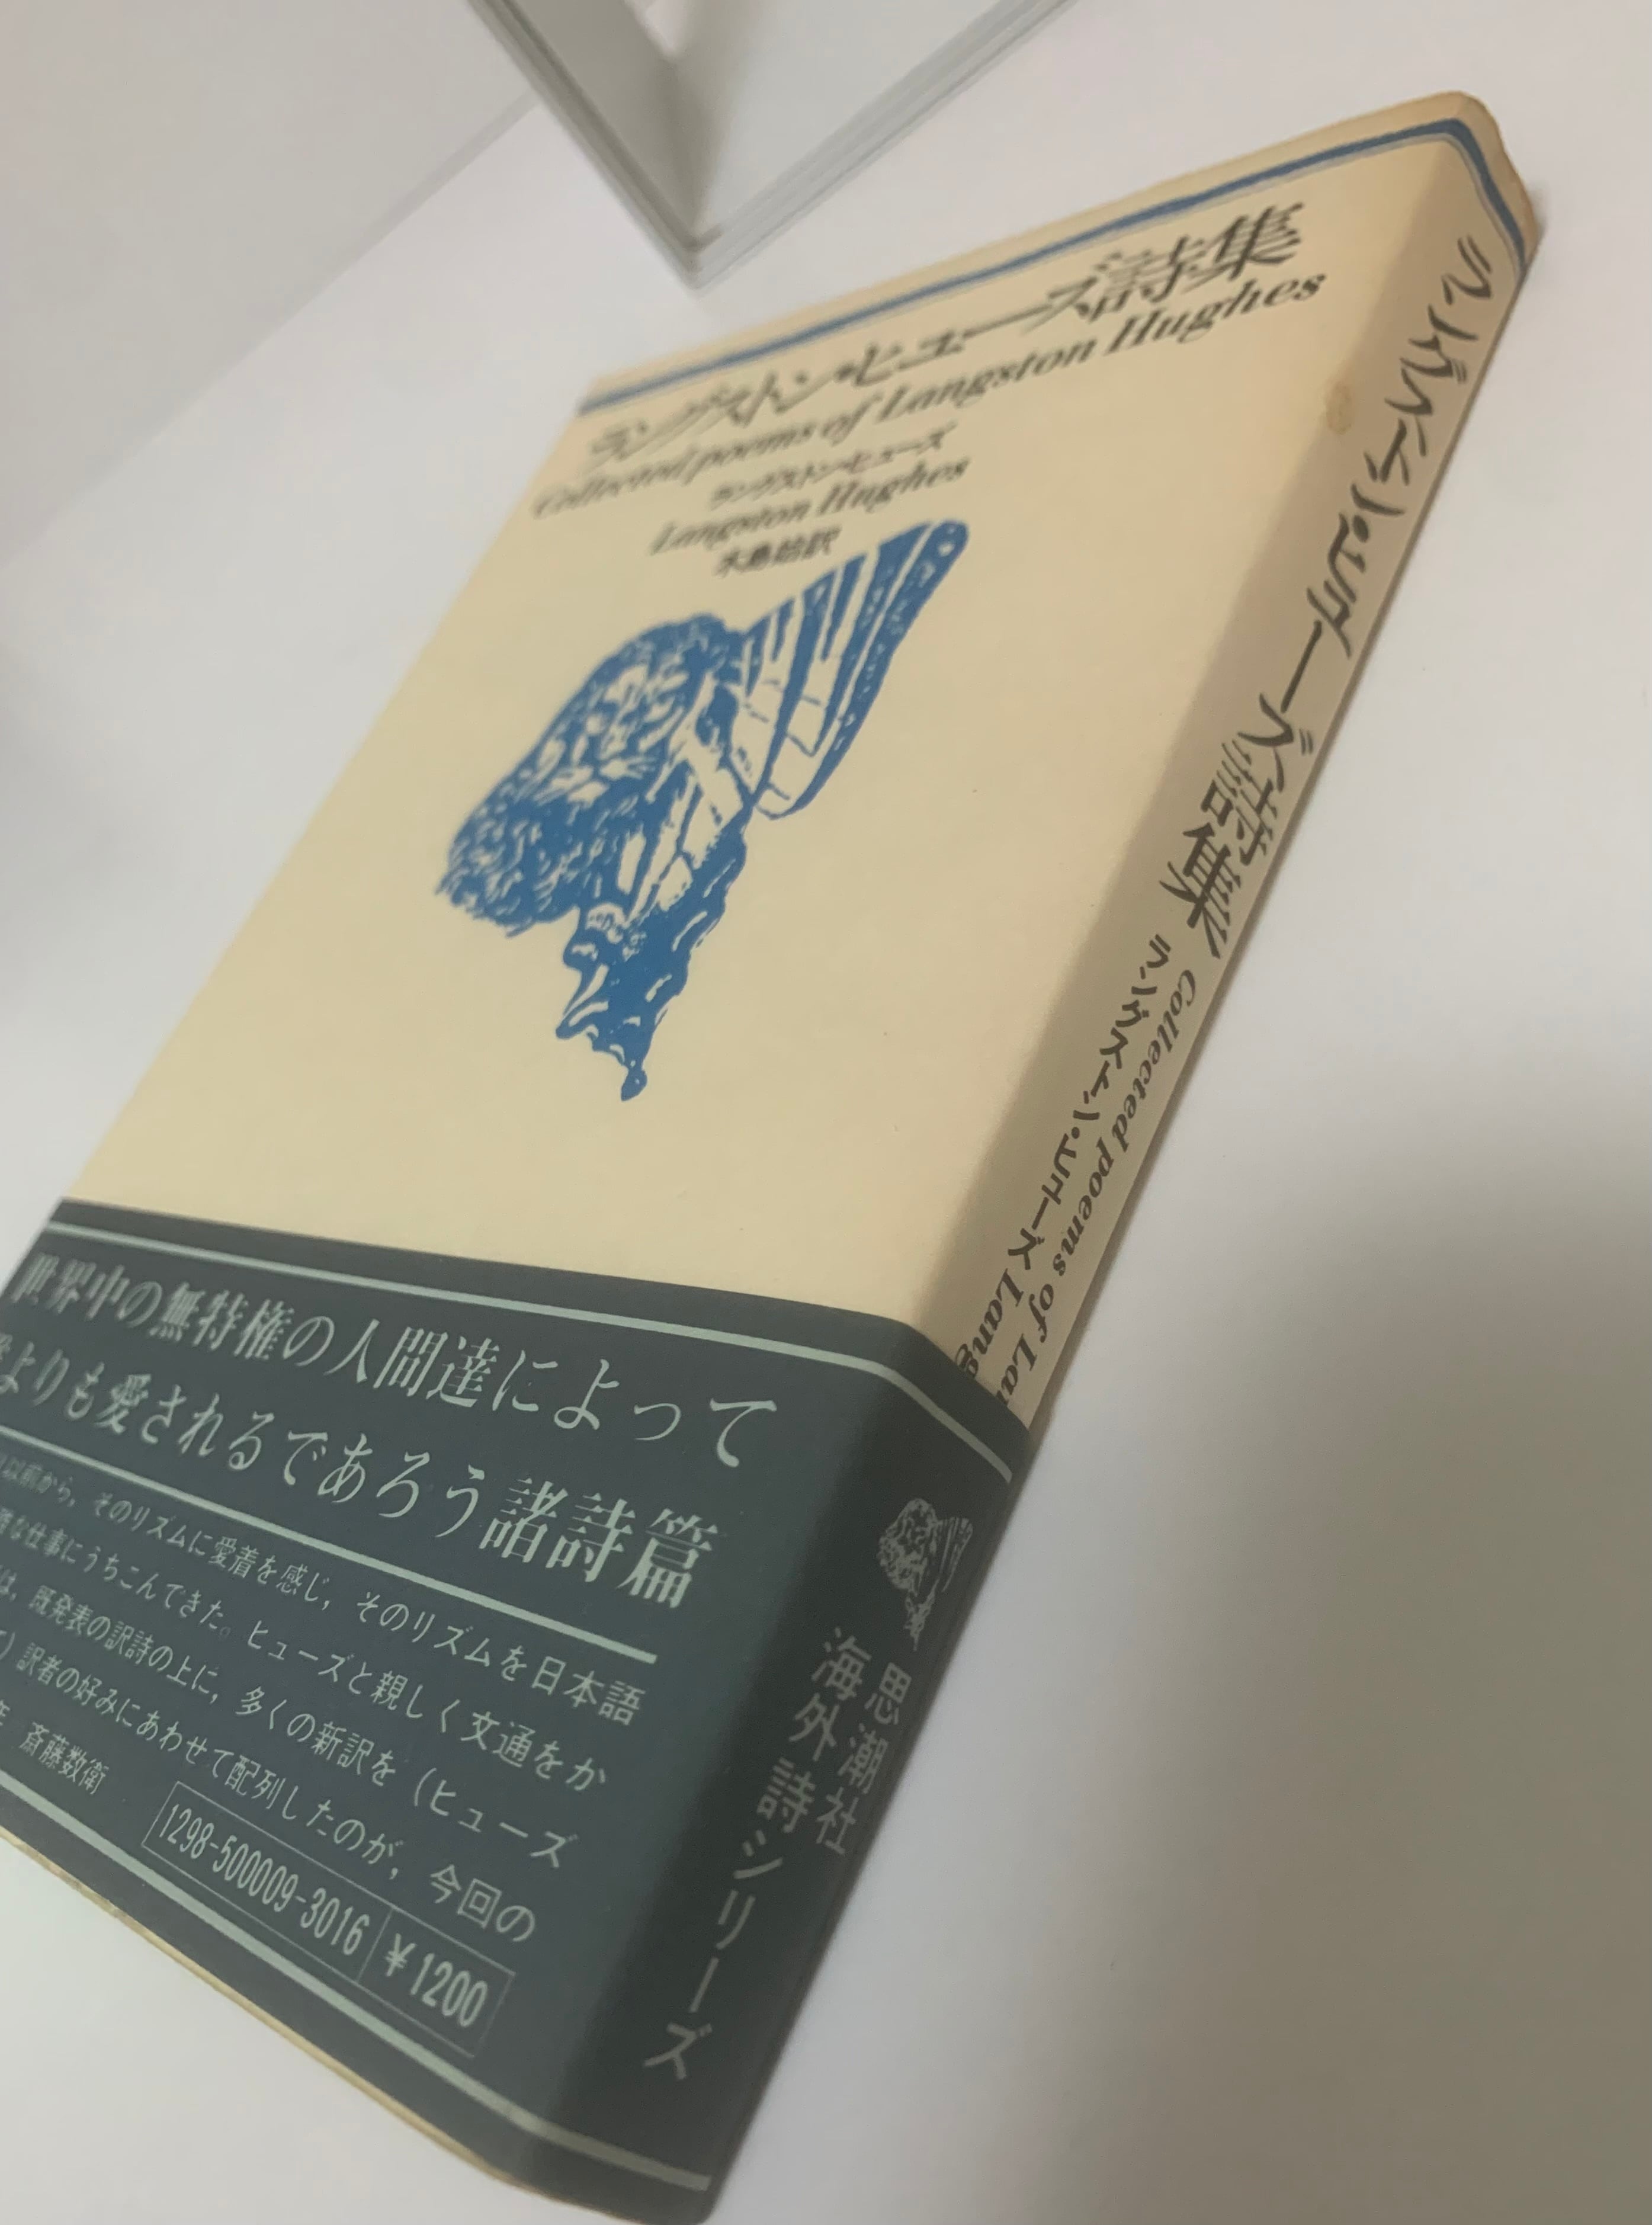 ラングストン・ヒューズ詩集
Collected poems of Langston Hughes
ラングストン・ヒューズ
Langston Hughes
木島始訳
世界中の無特権の人間達によって
よりも愛されるであろう諸詩篇
以前から，そのリズムに愛着を感じ，そのリズムを日本語
な仕事にうちこんできた。ヒューズと親しく文通をか
は，既発表の訳詩の上に，多くの新訳を（ヒューズ
）訳者の好みにあわせて配列したのが，今回の
斎藤数衛
1298-500009-3016 ¥1200
ラングストン・ヒューズ詩集
Collected poems of
ラングストン・ヒューズ
思潮社
海外詩シリーズ